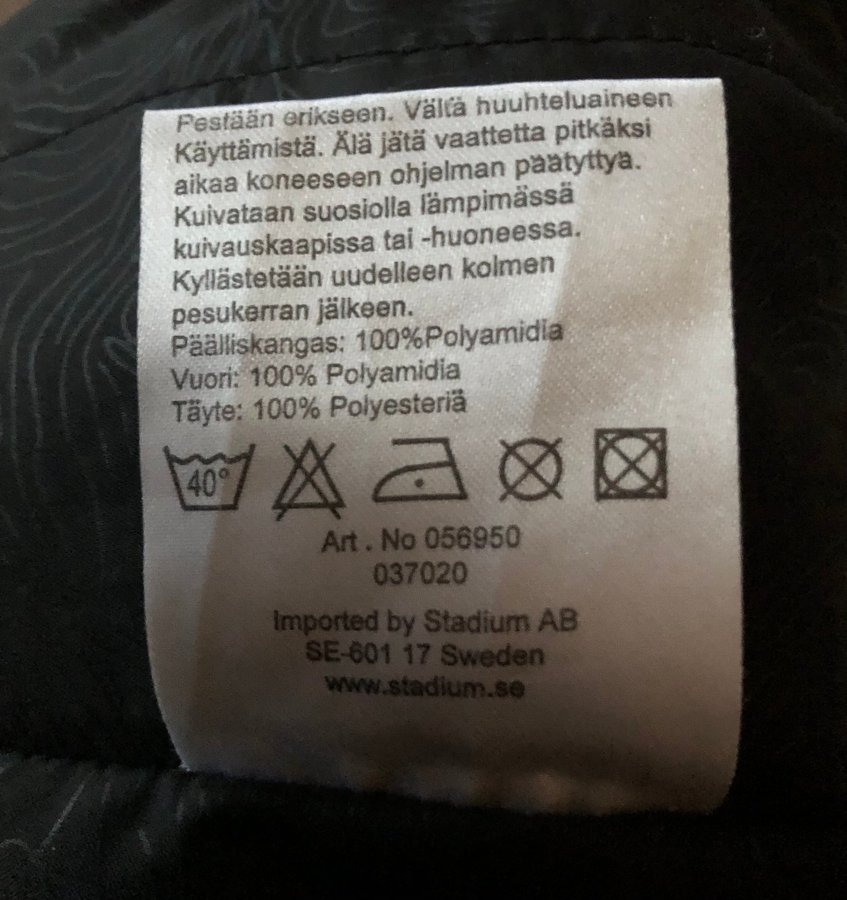 Pestään erikseen. Vältä huuhteluaineen
Käyttämistä. Älä jätä vaattetta pitkäksi
aikaa koneeseen ohjelman päätyttyä.
Kuivataan suosiolla lämpimässä
kuivauskaapissa tai -huoneessa.
Kyllästetään uudelleen kolmen
pesukerran jälkeen.
Päälliskangas: 100%Polyamidia
Vuori: 100% Polyamidia
Täyte: 100% Polyesteriä
40°
Art . No 056950
037020
Imported by Stadium AB
SE-601 17 Sweden
www.stadium.se